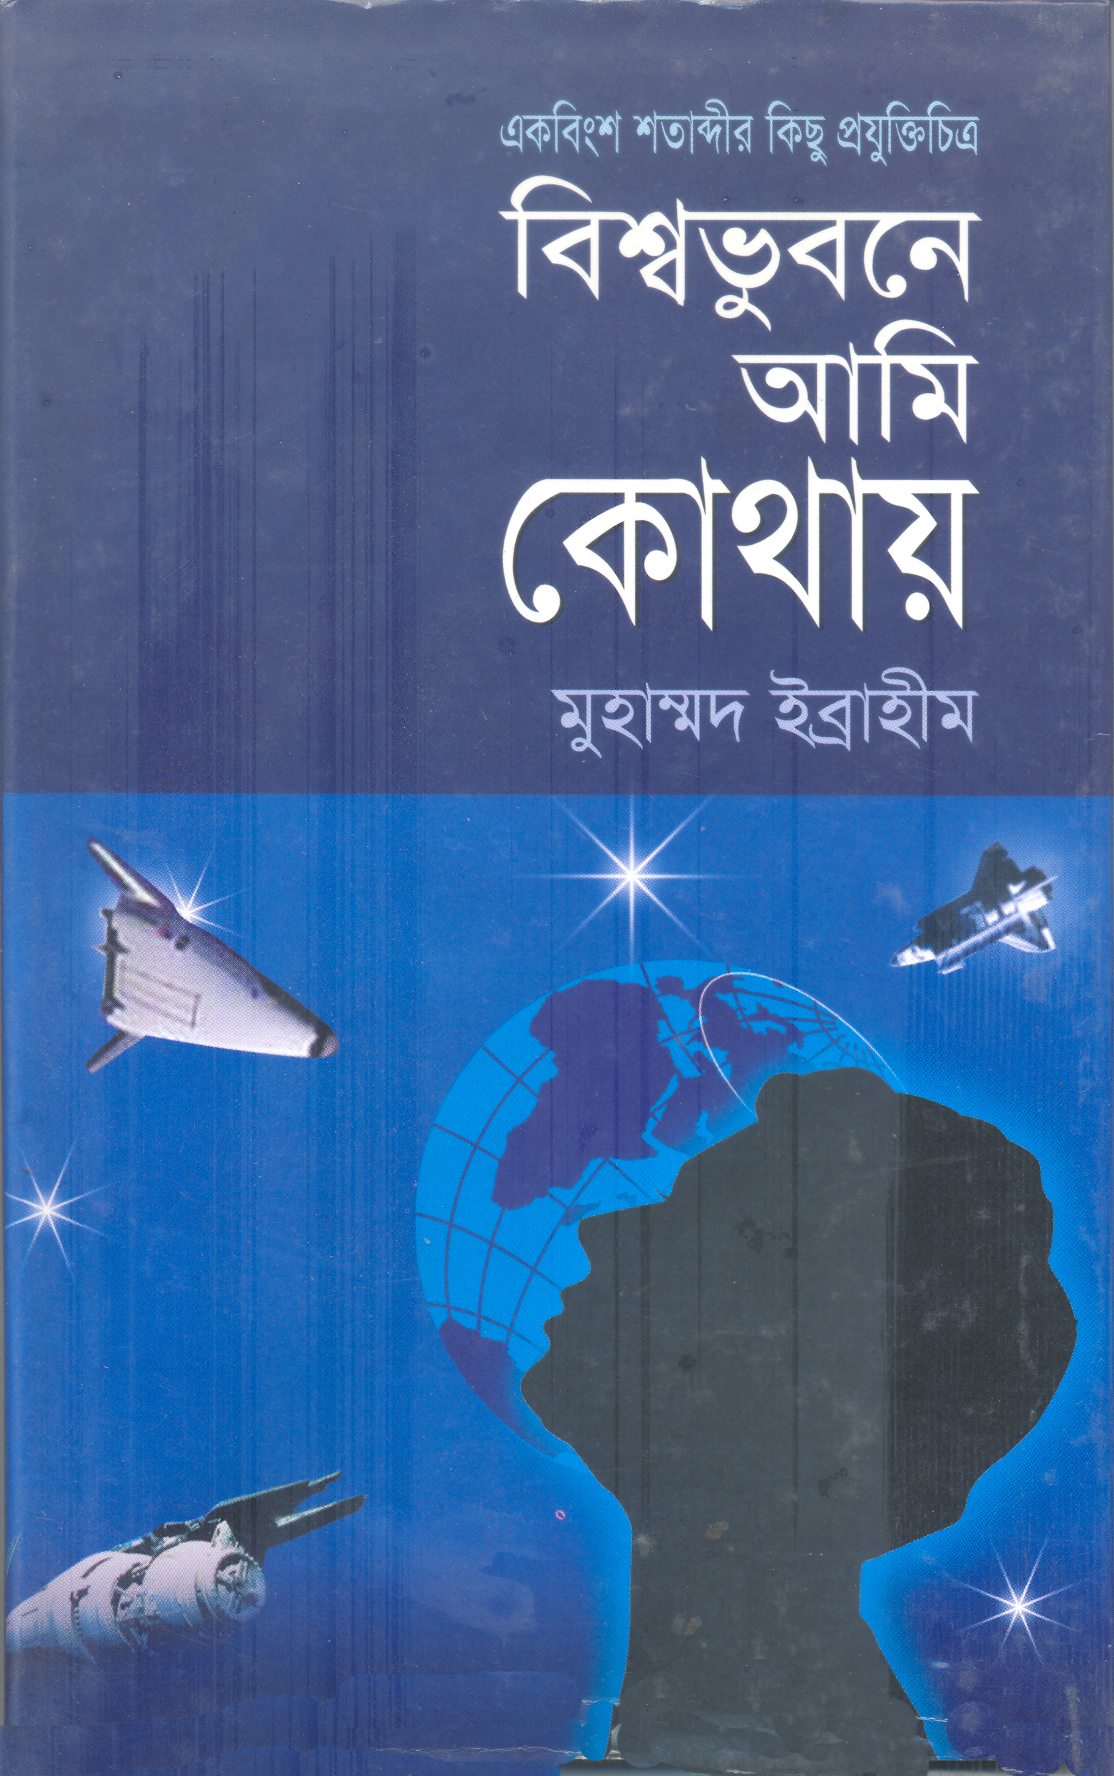 একবিংশ শতাব্দীর কিছু প্রযুক্তিচিত্র
বিশ্বভুবনে
আমি
কোথায়
মুহাম্মদ ইব্রাহীম